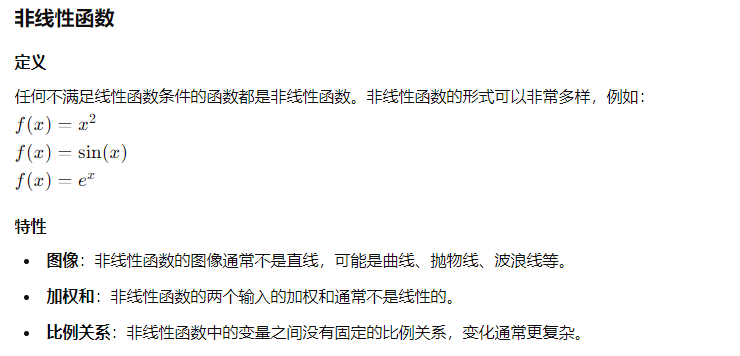 非线性函数
定义
任何不满足线性函数条件的函数都是非线性函数。非线性函数的形式可以非常多样，例如：
f(x) = x²
f(x) = sin(x)
f(x) = eˣ
特性
• 图像：非线性函数的图像通常不是直线，可能是曲线、抛物线、波浪线等。
• 加权和：非线性函数的两个输入的加权和通常不是线性的。
• 比例关系：非线性函数中的变量之间没有固定的比例关系，变化通常更复杂。